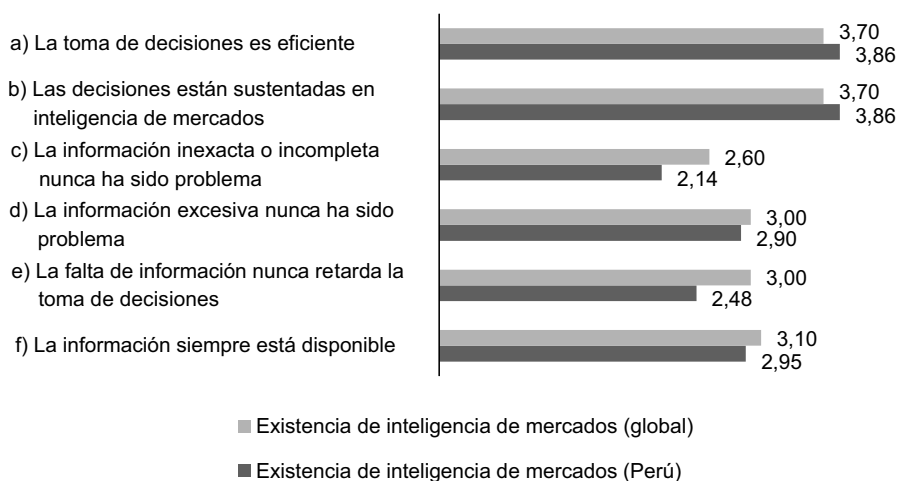 a) La toma de decisiones es eficiente
3,70
3,86
b) Las decisiones están sustentadas en
inteligencia de mercados
3,70
3,86
c) La información inexacta o incompleta
nunca ha sido problema
2,60
2,14
d) La información excesiva nunca ha sido
problema
3,00
2,90
e) La falta de información nunca retarda la
toma de decisiones
3,00
2,48
f) La información siempre está disponible
3,10
2,95
Existencia de inteligencia de mercados (global)
Existencia de inteligencia de mercados (Perú)